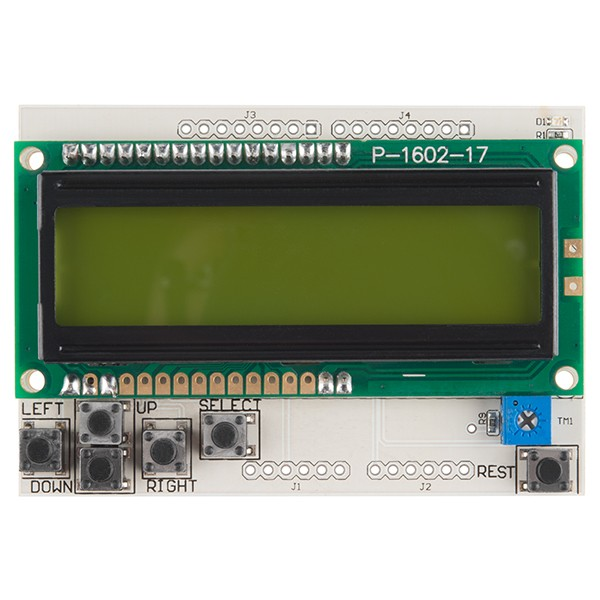 J3
J4
D1
R1
P-1602-17
LEFT
UP
SELECT
R9
TM1
DOWN
RIGHT
J1
J2
REST